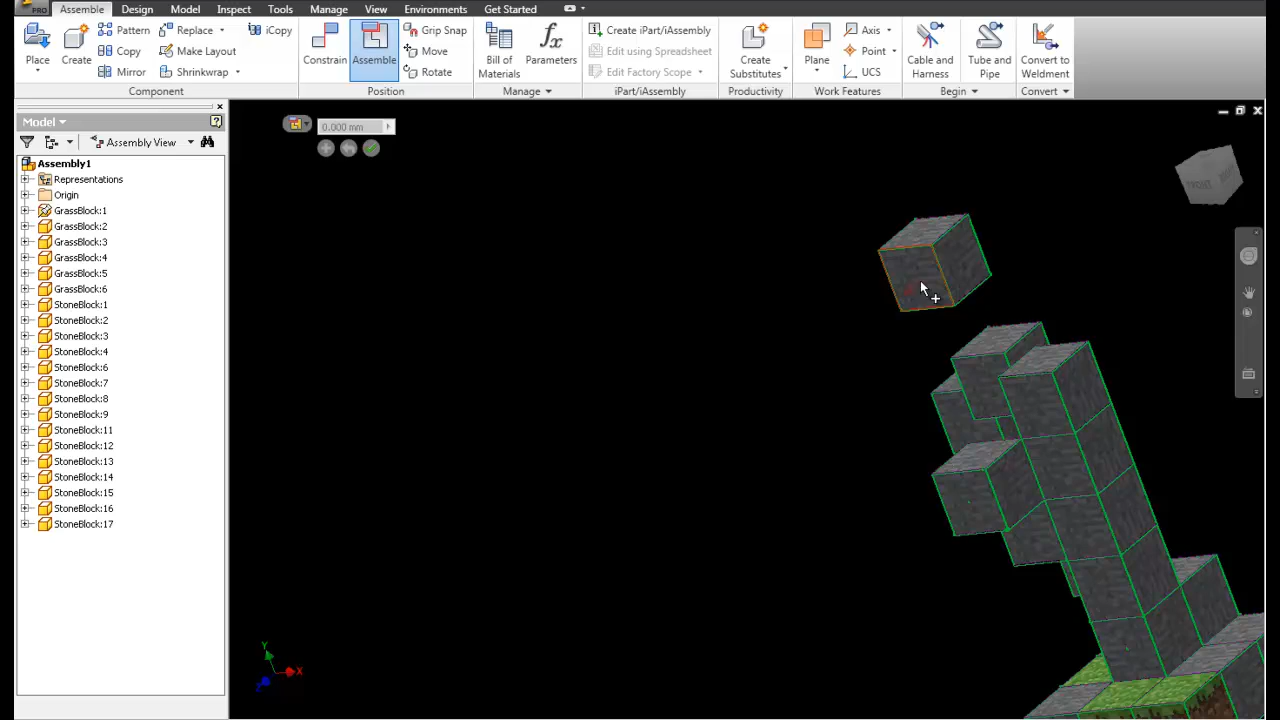 PRO
Assemble Design Model Inspect Tools Manage View Environments Get Started
Place
Create
Pattern
Copy
Mirror
Replace
Make Layout
Shrinkwrap
iCopy
Component
Constrain
Assemble
Grip Snap
Move
Rotate
Position
Bill of
Materials
Parameters
Manage
Create iPart/iAssembly
Edit using Spreadsheet
Edit Factory Scope
iPart/iAssembly
Create
Substitutes
Productivity
Plane
Axis
Point
UCS
Work Features
Cable and
Harness
Tube and
Pipe
Begin
Convert to
Weldment
Convert
Model
Assembly View
0.000 mm
Assembly1
Representations
Origin
GrassBlock:1
GrassBlock:2
GrassBlock:3
GrassBlock:4
GrassBlock:5
GrassBlock:6
StoneBlock:1
StoneBlock:2
StoneBlock:3
StoneBlock:4
StoneBlock:6
StoneBlock:7
StoneBlock:8
StoneBlock:9
StoneBlock:11
StoneBlock:12
StoneBlock:13
StoneBlock:14
StoneBlock:15
StoneBlock:16
StoneBlock:17
FRONT
Y
X
Z